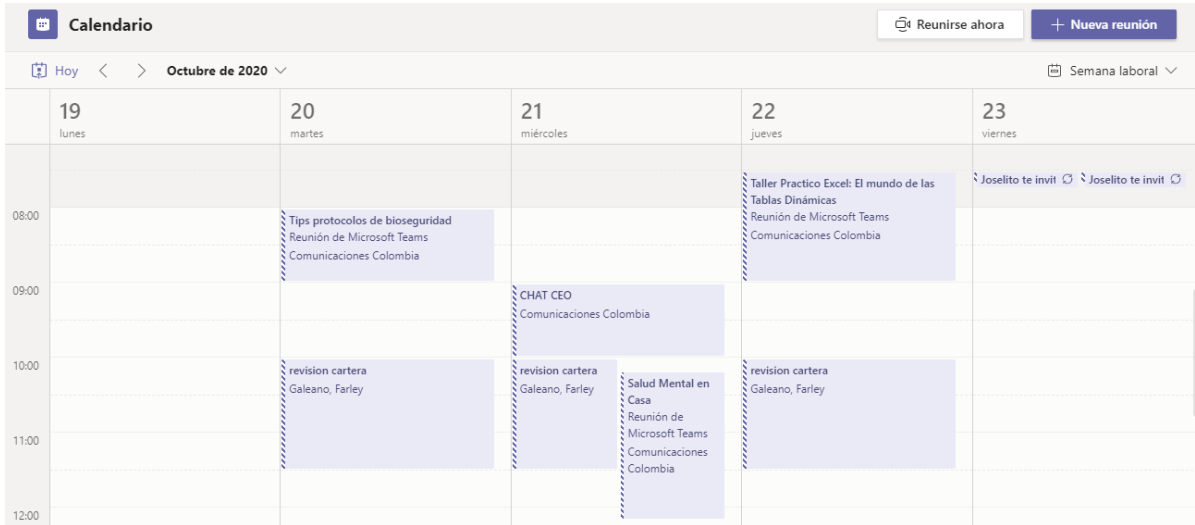 Calendario
Reunirse ahora
+ Nueva reunión
Hoy
Octubre de 2020
Semana laboral
19
lunes
20
martes
21
miércoles
22
jueves
23
viernes
08:00
09:00
10:00
11:00
12:00
Tips protocolos de bioseguridad
Reunión de Microsoft Teams
Comunicaciones Colombia
revision cartera
Galeano, Farley
CHAT CEO
Comunicaciones Colombia
revision cartera
Galeano, Farley
Salud Mental en
Casa
Reunión de
Microsoft Teams
Comunicaciones
Colombia
Taller Practico Excel: El mundo de las
Tablas Dinámicas
Reunión de Microsoft Teams
Comunicaciones Colombia
revision cartera
Galeano, Farley
Joselito te invit
Joselito te invit